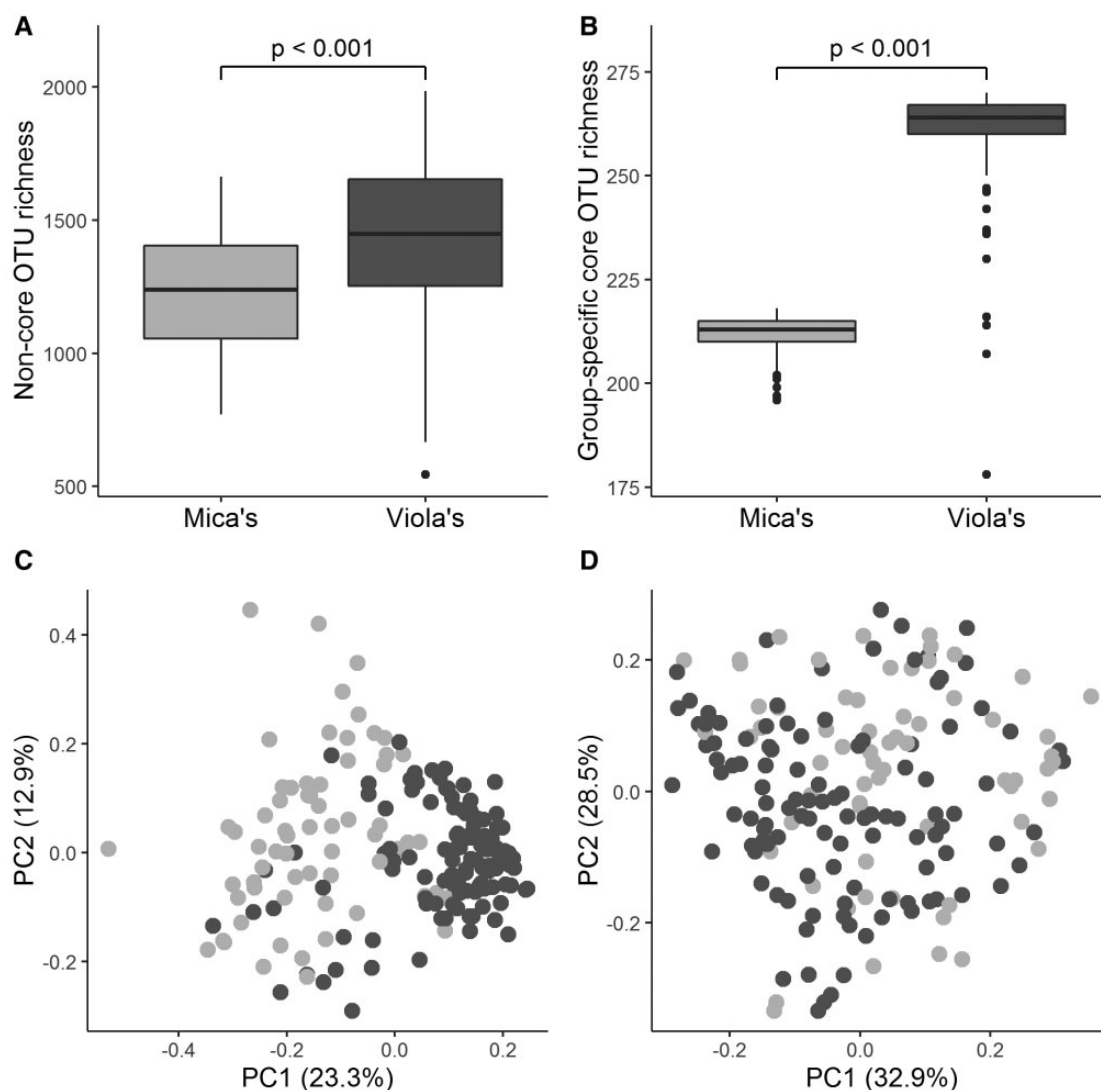 A
p < 0.001
Non-core OTU richness
2000
1500
1000
500
Mica's
Viola's
B
p < 0.001
Group-specific core OTU richness
275
250
225
200
175
Mica's
Viola's
C
PC2 (12.9%)
0.4
0.2
0.0
-0.2
-0.4
-0.2
0.0
0.2
PC1 (23.3%)
D
PC2 (28.5%)
0.2
0.0
-0.2
-0.2
0.0
0.2
PC1 (32.9%)